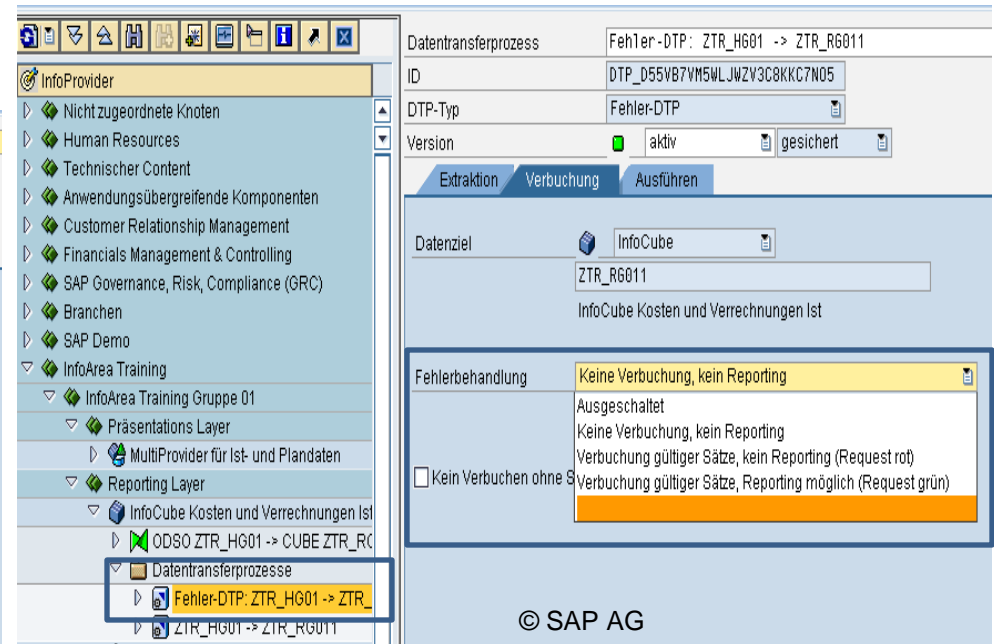 InfoProvider
Nicht zugeordnete Knoten
Human Resources
Technischer Content
Anwendungsübergreifende Komponenten
Customer Relationship Management
Financials Management & Controlling
SAP Governance, Risk, Compliance (GRC)
Branchen
SAP Demo
InfoArea Training
InfoArea Training Gruppe 01
Präsentations Layer
MultiProvider für Ist- und Plandaten
Reporting Layer
InfoCube Kosten und Verrechnungen Ist
ODSO ZTR_HG01 -> CUBE ZTR_RG
Datentransferprozesse
Fehler-DTP: ZTR_HG01 -> ZTR_
ZTR_HG01 -> ZTR_RG011
Datentransferprozess Fehler-DTP: ZTR_HG01 -> ZTR_RG011
ID DTP_D55VB7VM5WLJWZV3C8KKC7NO5
DTP-Typ Fehler-DTP
Version aktiv gesichert
Extraktion Verbuchung Ausführen
Datenziel InfoCube
ZTR_RG011
InfoCube Kosten und Verrechnungen Ist
Fehlerbehandlung Keine Verbuchung, kein Reporting
Ausgeschaltet
Keine Verbuchung, kein Reporting
Verbuchung gültiger Sätze, kein Reporting (Request rot)
Kein Verbuchen ohne S Verbuchung gültiger Sätze, Reporting möglich (Request grün)
© SAP AG